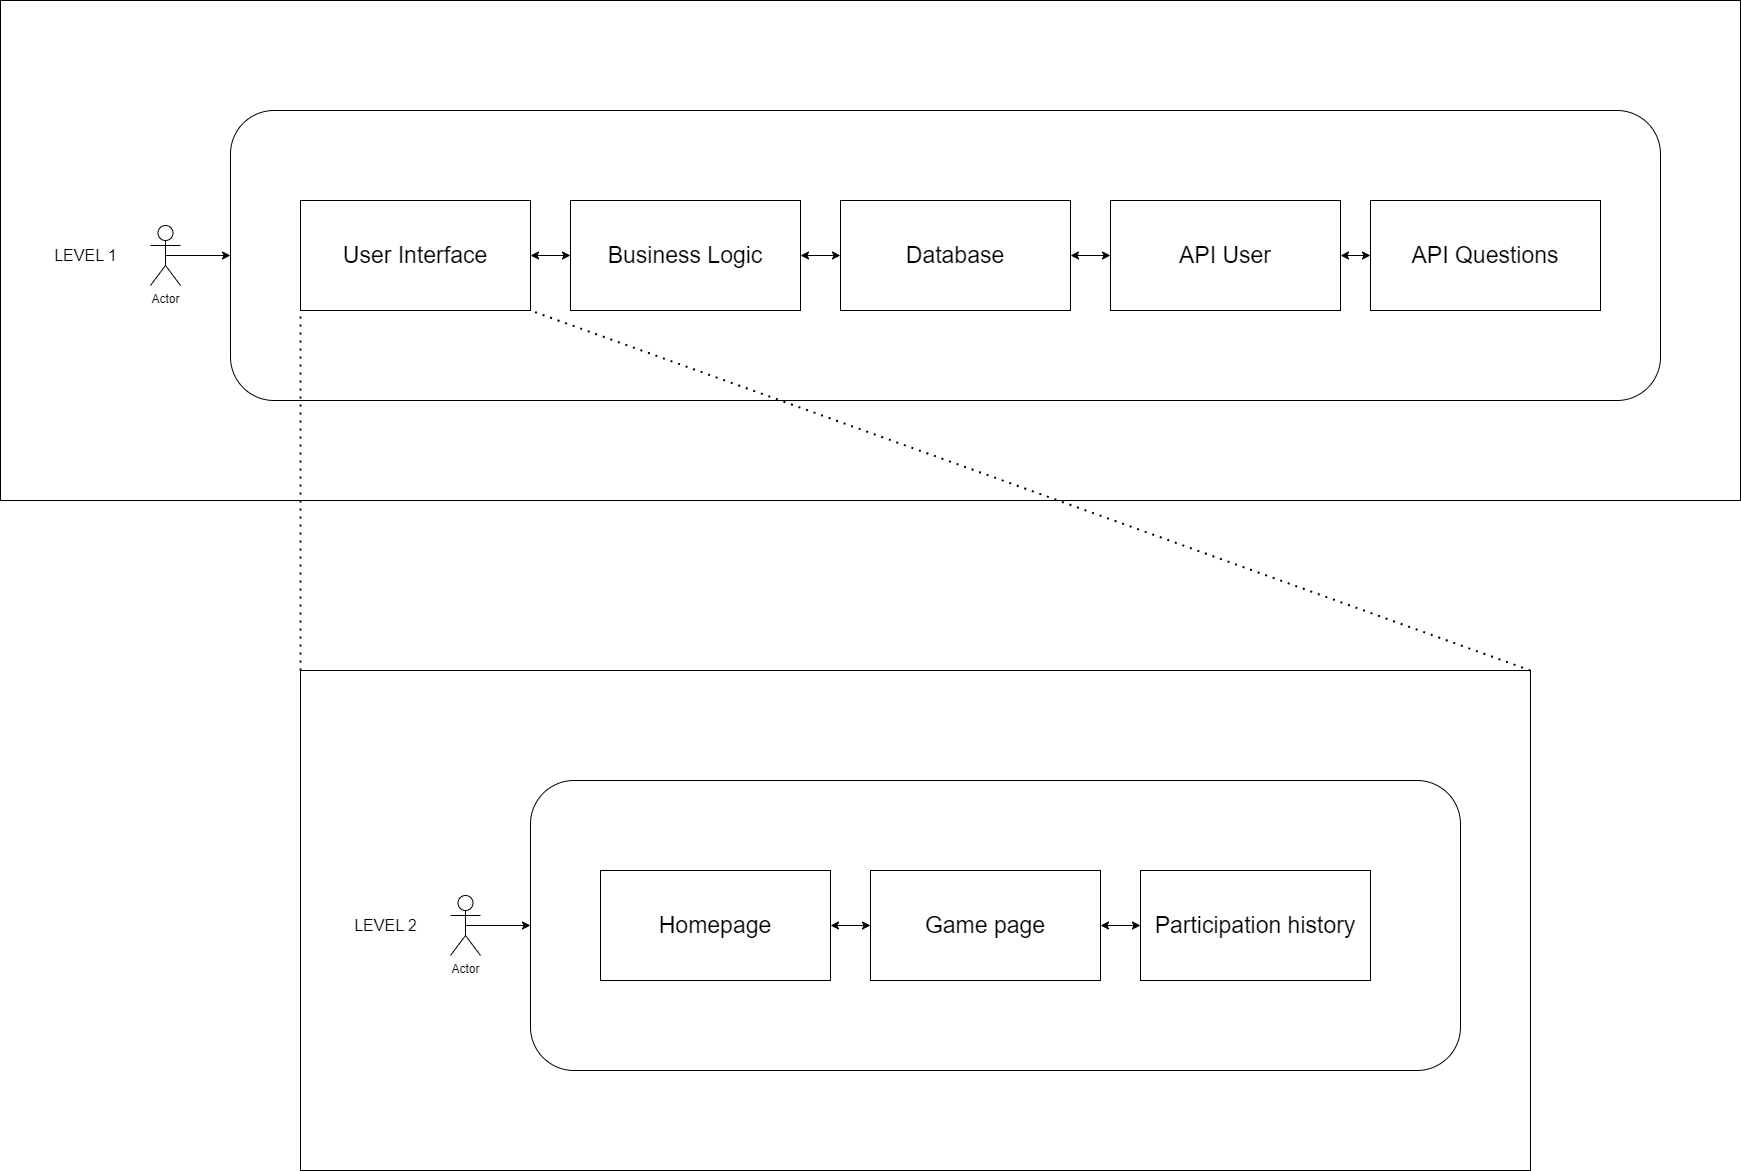 LEVEL 1
Actor
User Interface
Business Logic
Database
API User
API Questions
LEVEL 2
Actor
Homepage
Game page
Participation history